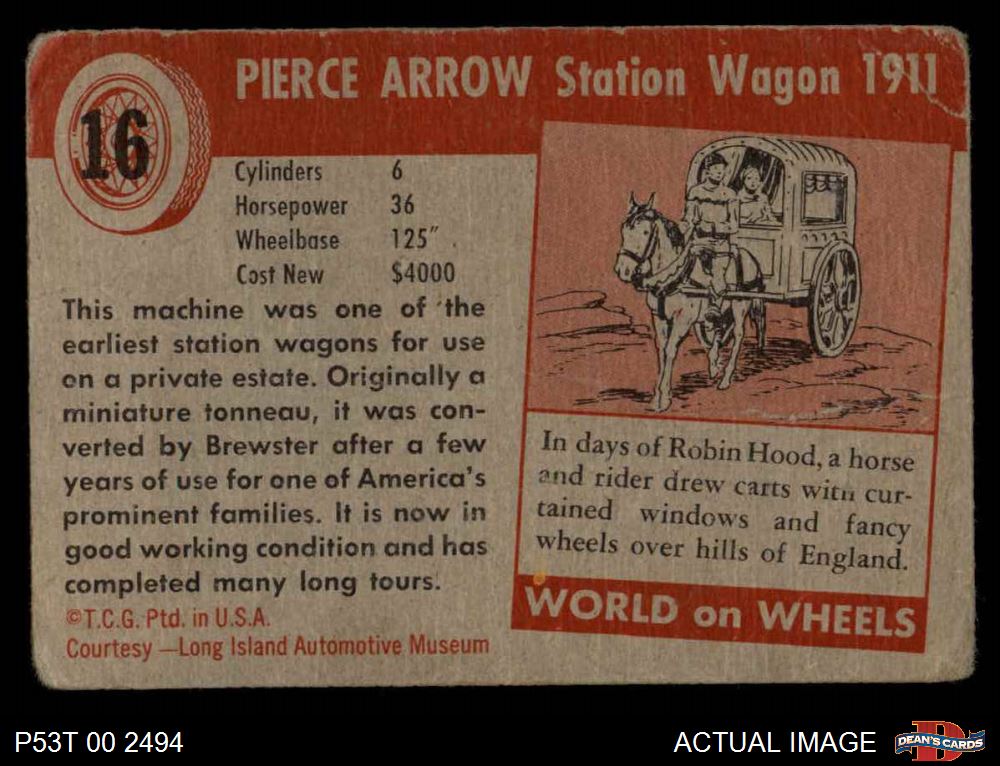 16
PIERCE ARROW Station Wagon 1911
Cylinders 6
Horsepower 36
Wheelbase 125"
Cost New $4000
This machine was one of the
earliest station wagons for use
on a private estate. Originally a
miniature tonneau, it was con-
verted by Brewster after a few
years of use for one of America's
prominent families. It is now in
good working condition and has
completed many long tours.
©T.C.G. Ptd. in U.S.A.
Courtesy—Long Island Automotive Museum
In days of Robin Hood, a horse
and rider drew carts with cur-
tained windows and fancy
wheels over hills of England.
WORLD on WHEELS
P53T 00 2494
ACTUAL IMAGE
DEAN'S CARDS